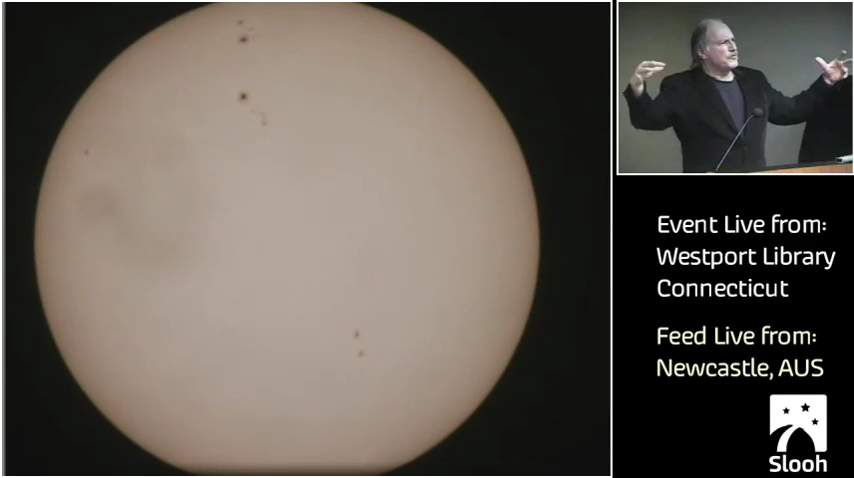 Event Live from:
Westport Library
Connecticut
Feed Live from:
Newcastle, AUS
Slooh